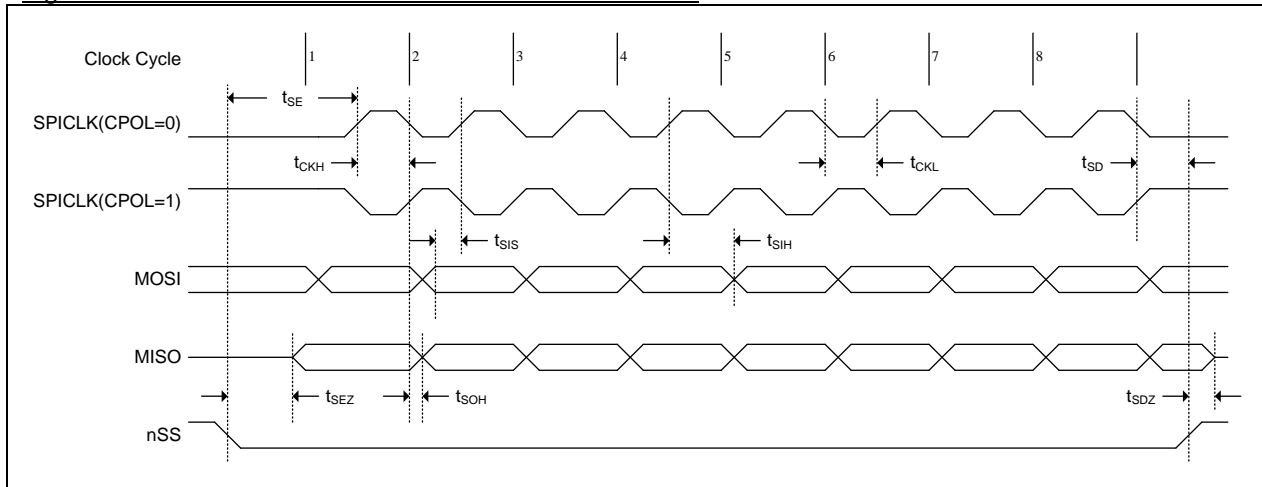 Clock Cycle
1 2 3 4 5 6 7 8
tSE
SPICLK(CPOL=0)
tCKH tCKL tSD
SPICLK(CPOL=1)
tSIS tSIH
MOSI
MISO
tSEZ tSOH tSDZ
nSS